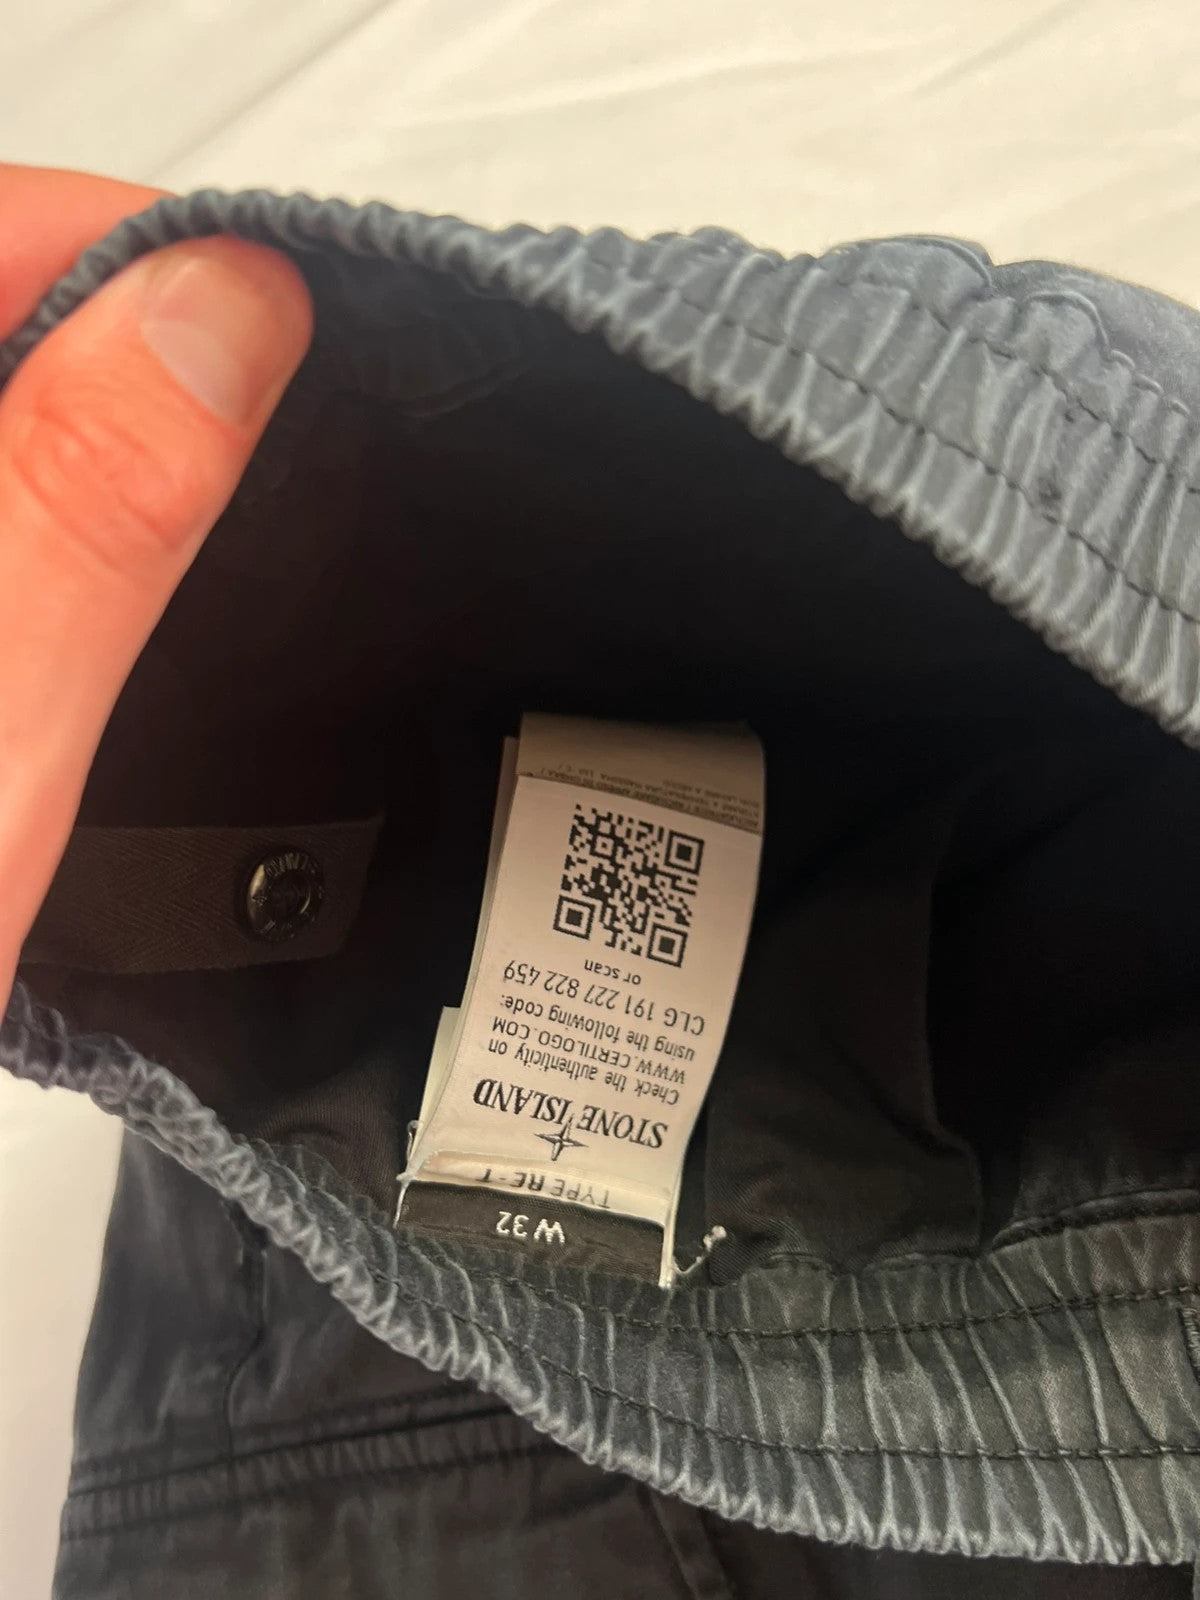 W 32
TYPE RE-T
STONE ISLAND
Check the authenticity on
WWW.CERTILOGO.COM
using the following code:
CLG 191 227 822 459
or scan